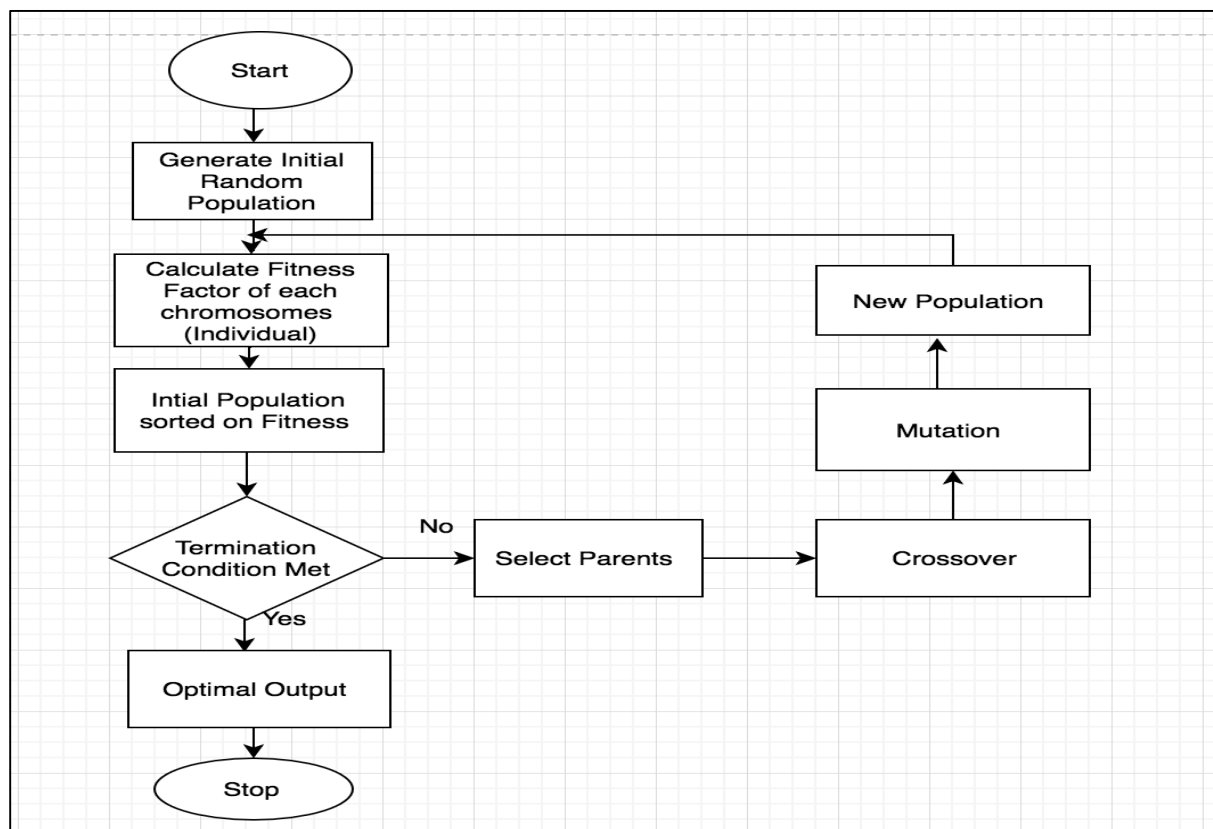 Start
Generate Initial
Random
Population
Calculate Fitness
Factor of each
chromosomes
(Individual)
Intial Population
sorted on Fitness
Termination
Condition Met
No
Select Parents
Crossover
Mutation
New Population
Yes
Optimal Output
Stop